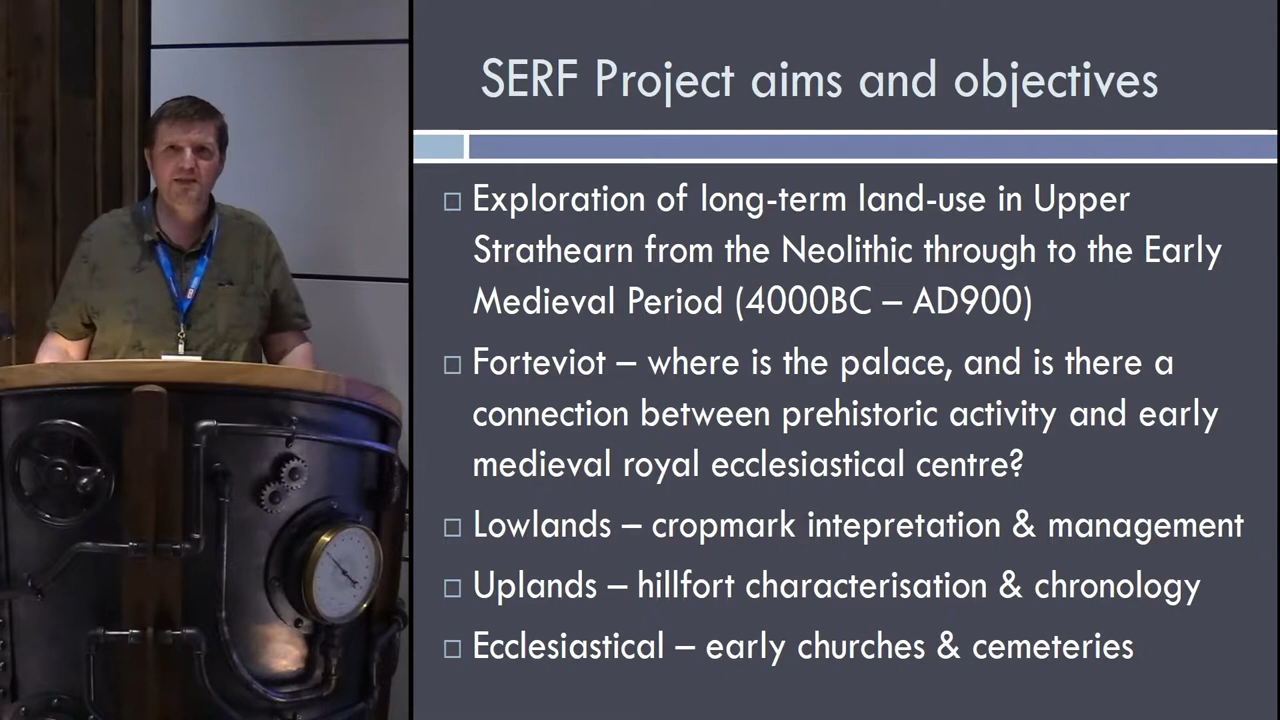 SERF Project aims and objectives
Exploration of long-term land-use in Upper
Strathearn from the Neolithic through to the Early
Medieval Period (4000BC – AD900)
Forteviot – where is the palace, and is there a
connection between prehistoric activity and early
medieval royal ecclesiastical centre?
Lowlands – cropmark intepretation & management
Uplands – hillfort characterisation & chronology
Ecclesiastical – early churches & cemeteries